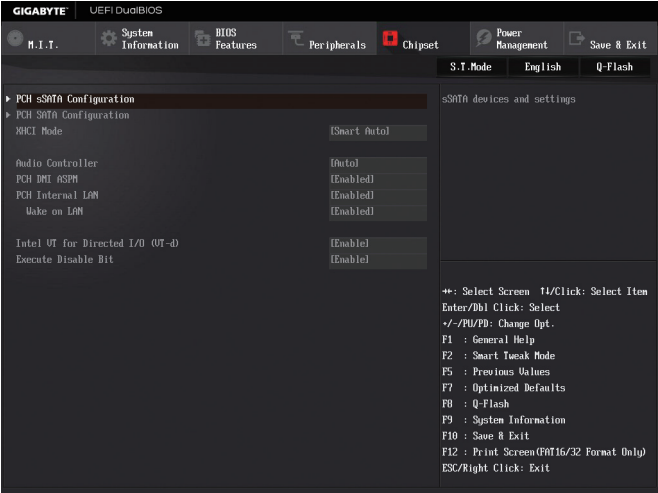 GIGABYTE™ UEFI DualBIOS
M.I.T. System Information BIOS Features Peripherals Chipset Power Management Save & Exit
S.T.Mode English Q-Flash
PCH sSATA Configuration
PCH SATA Configuration
XHCI Mode [Smart Auto]
Audio Controller [Auto]
PCH DMI ASPM [Enabled]
PCH Internal LAN [Enabled]
Wake on LAN [Enabled]
Intel VT for Directed I/O (VT-d) [Enable]
Execute Disable Bit [Enable]
sSATA devices and settings
→←: Select Screen ↑↓/Click: Select Item
Enter/Dbl Click: Select
+/-/PU/PD: Change Opt.
F1 : General Help
F2 : Smart Tweak Mode
F5 : Previous Values
F7 : Optimized Defaults
F8 : Q-Flash
F9 : System Information
F10 : Save & Exit
F12 : Print Screen(FAT16/32 Format Only)
ESC/Right Click: Exit